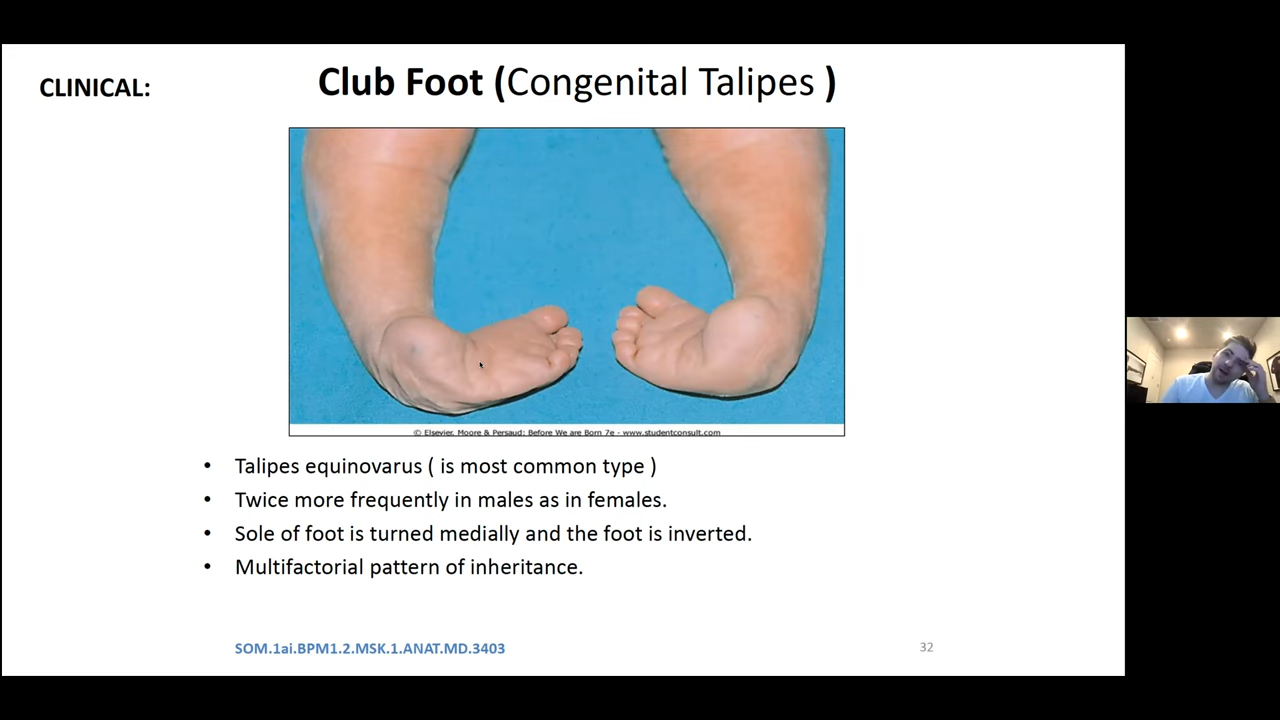 CLINICAL:
Club Foot (Congenital Talipes )
© Elsevier. Moore & Persaud: Before We are Born 7e - www.studentconsult.com
• Talipes equinovarus ( is most common type )
• Twice more frequently in males as in females.
• Sole of foot is turned medially and the foot is inverted.
• Multifactorial pattern of inheritance.
SOM.1ai.BPM1.2.MSK.1.ANAT.MD.3403
32